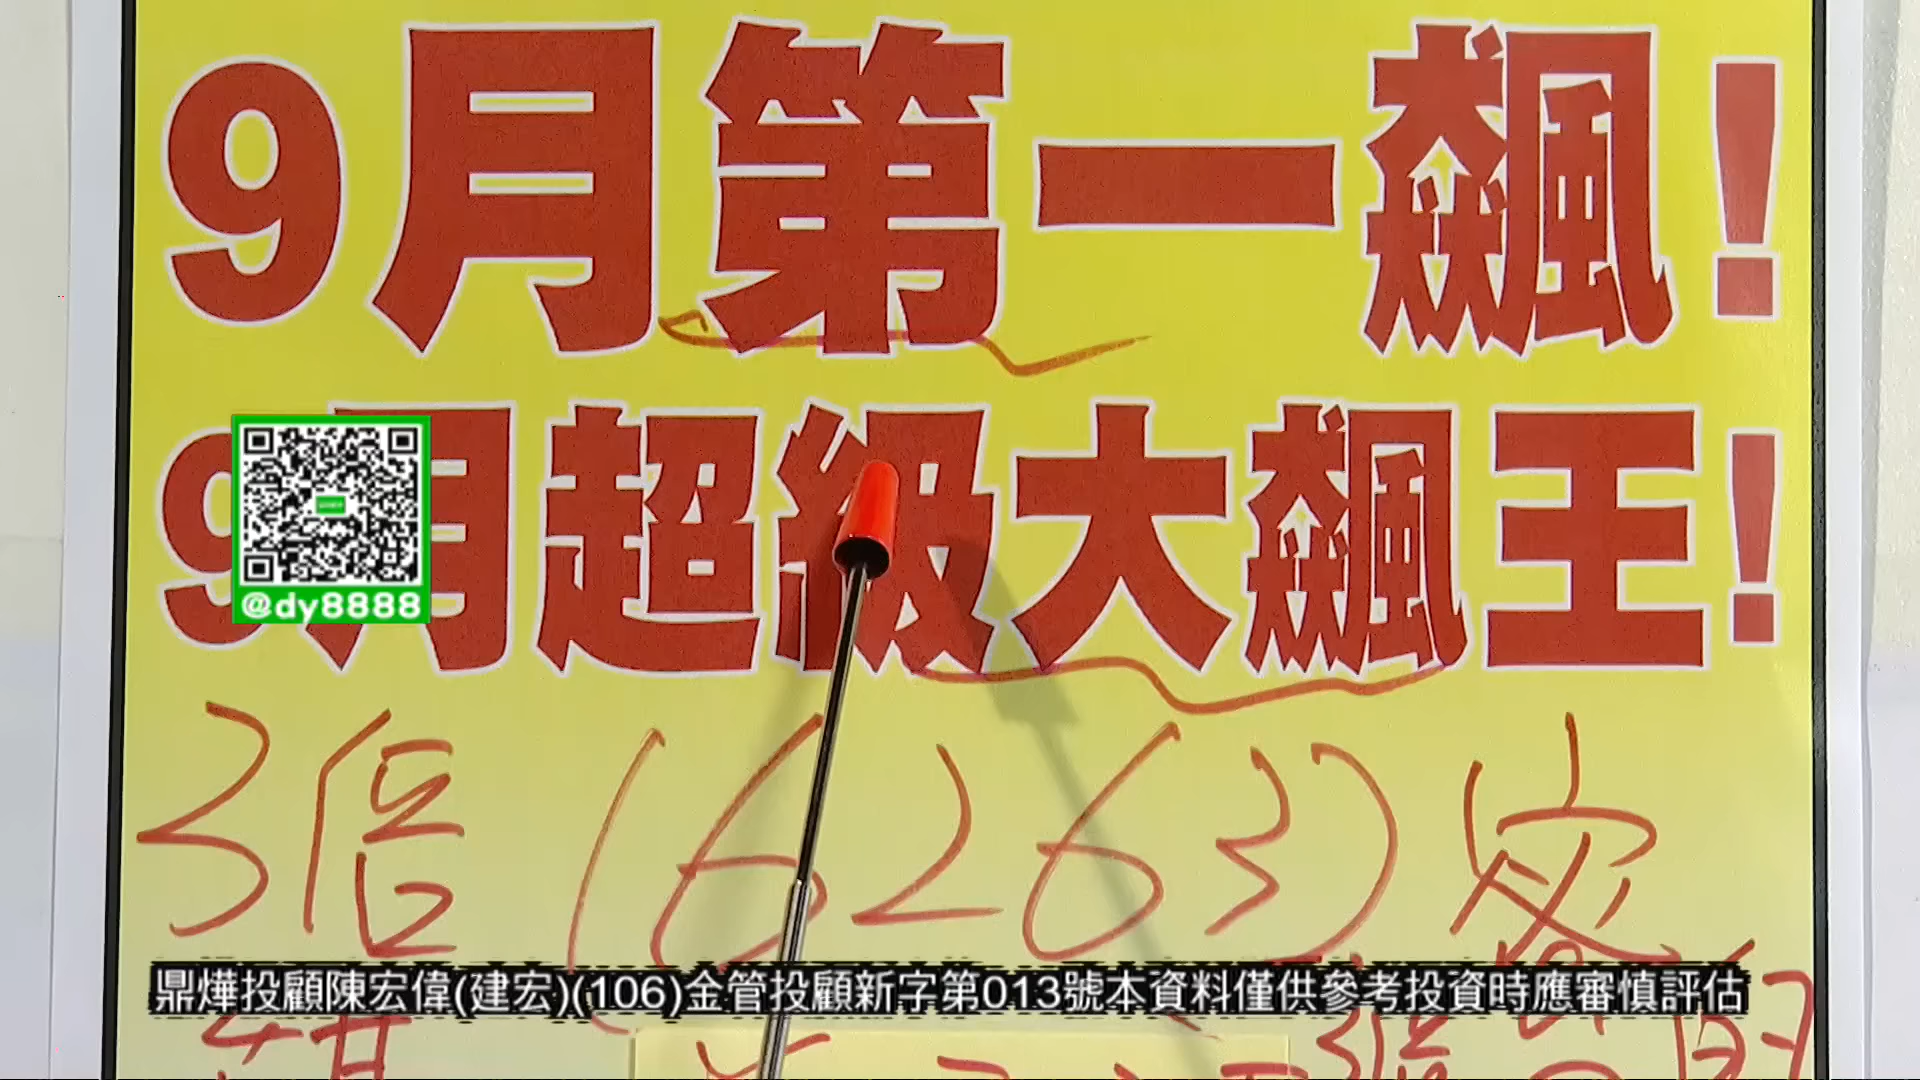 9月第一飆！
9月超級大飆王！
@dy8888
3倍(6263)密
鼎燁投顧陳宏偉(建宏)(106)金管投顧新字第013號本資料僅供參考投資時應審慎評估